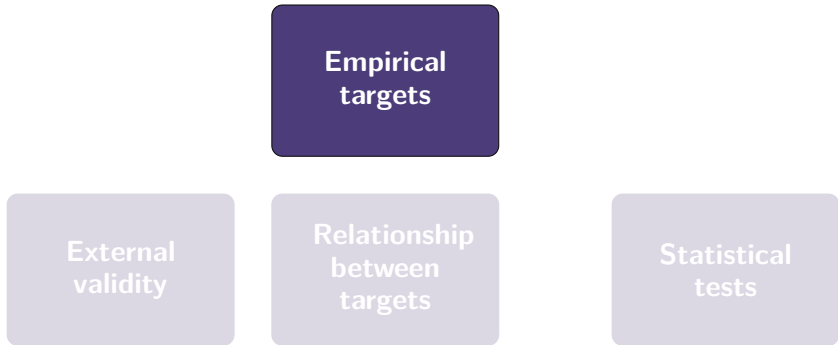 Empirical
targets
External
validity
Relationship
between
targets
Statistical
tests